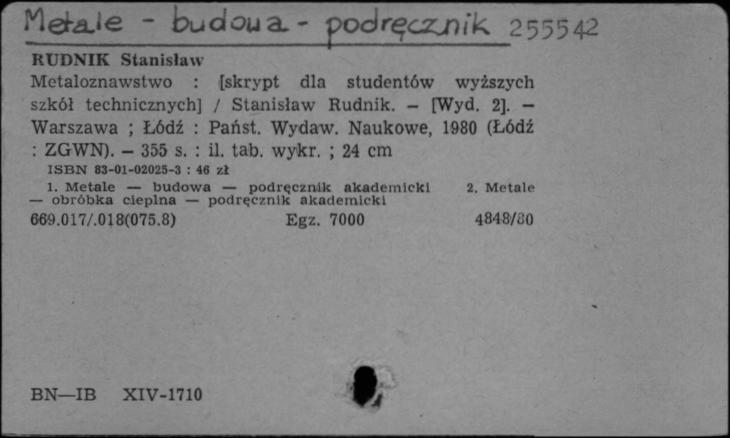 Metale - budowa - podręcznik 255542
RUDNIK Stanisław
Metaloznawstwo : [skrypt dla studentów wyższych
szkół technicznych] / Stanisław Rudnik. — [Wyd. 2]. —
Warszawa ; Łódź : Państ. Wydaw. Naukowe, 1980 (Łódź
: ZGWN). — 355 s. : il. tab. wykr. ; 24 cm
ISBN 83-01-02025-3 : 46 zł
1. Metale — budowa — podręcznik akademicki 2. Metale
— obróbka cieplna — podręcznik akademicki
669.017/.018(075.8) Egz. 7000 4848/80
BN—IB XIV-1710